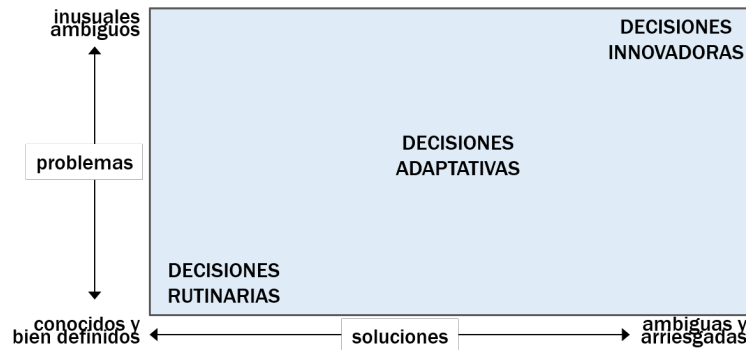 inusuales
ambiguos
DECISIONES
INNOVADORAS
problemas
DECISIONES
ADAPTATIVAS
DECISIONES
RUTINARIAS
conocidos y
bien definidos
soluciones
ambiguas y
arriesgadas